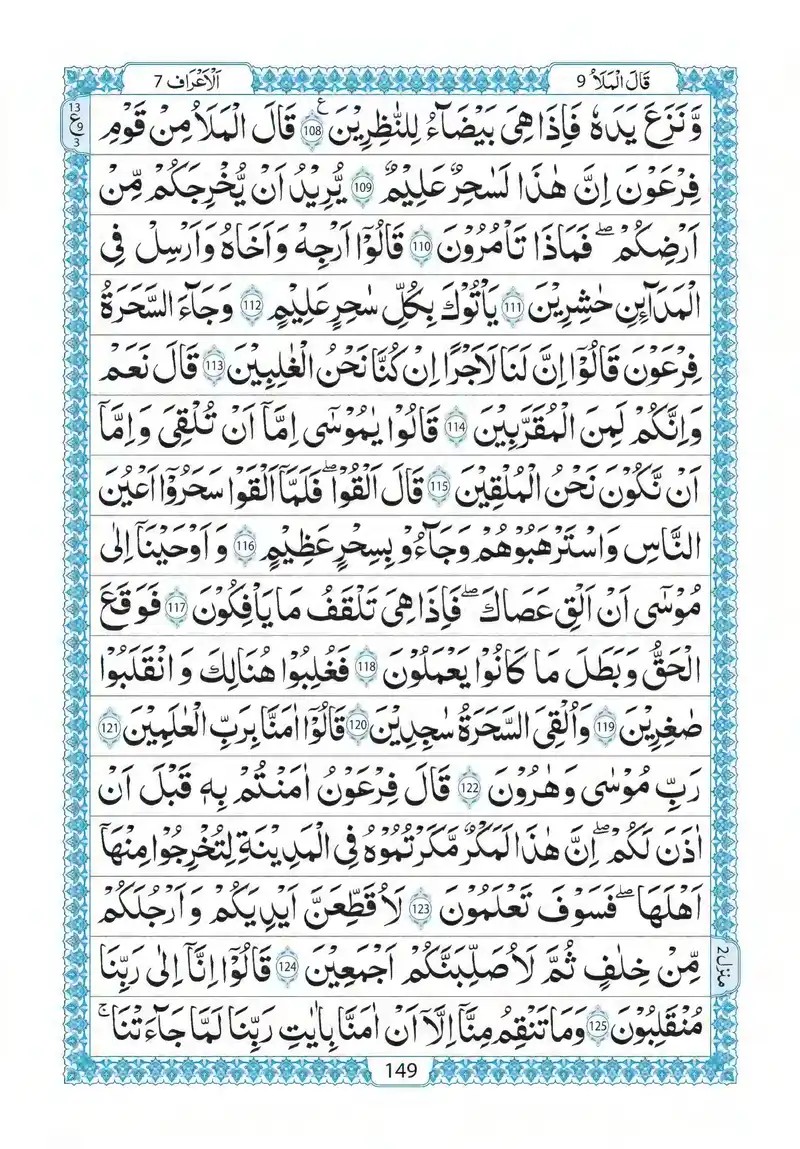 قَالَ الْمَلَاُ 9
اَلْاَعْرَاف 7
13
ع
9
3
وَّنَزَعَ يَدَهٗ فَاِذَا هِىَ بَيْضَآءُ لِلنّٰظِرِيْنَ 108 ع قَالَ الْمَلَاُ مِنْ قَوْمِ
فِرْعَوْنَ اِنَّ هٰذَا لَسٰحِرٌ عَلِيْمٌ 109 يُّرِيْدُ اَنْ يُّخْرِجَكُمْ مِّنْ
اَرْضِكُمْ ۖ فَمَاذَا تَاْمُرُوْنَ 110 قَالُوْٓا اَرْجِهْ وَاَخَاهُ وَاَرْسِلْ فِى
الْمَدَآئِنِ حٰشِرِيْنَ 111 يَاْتُوْكَ بِكُلِّ سٰحِرٍ عَلِيْمٍ 112 وَجَآءَ السَّحَرَةُ
فِرْعَوْنَ قَالُوْٓا اِنَّ لَنَا لَاَجْرًا اِنْ كُنَّا نَحْنُ الْغٰلِبِيْنَ 113 قَالَ نَعَمْ
وَاِنَّكُمْ لَمِنَ الْمُقَرَّبِيْنَ 114 قَالُوْا يٰمُوْسٰٓى اِمَّآ اَنْ تُلْقِىَ وَاِمَّآ
اَنْ نَّكُوْنَ نَحْنُ الْمُلْقِيْنَ 115 قَالَ اَلْقُوْا ۖ فَلَمَّآ اَلْقَوْا سَحَرُوْٓا اَعْيُنَ
النَّاسِ وَاسْتَرْهَبُوْهُمْ وَجَآءُوْ بِسِحْرٍ عَظِيْمٍ 116 وَاَوْحَيْنَآ اِلٰى
مُوْسٰٓى اَنْ اَلْقِ عَصَاكَ ۖ فَاِذَا هِىَ تَلْقَفُ مَا يَاْفِكُوْنَ 117 فَوَقَعَ
الْحَقُّ وَبَطَلَ مَا كَانُوْا يَعْمَلُوْنَ 118 فَغُلِبُوْا هُنَالِكَ وَانْقَلَبُوْا
صٰغِرِيْنَ 119 وَاُلْقِىَ السَّحَرَةُ سٰجِدِيْنَ 120 قَالُوْٓا اٰمَنَّا بِرَبِّ الْعٰلَمِيْنَ 121
رَبِّ مُوْسٰى وَهٰرُوْنَ 122 قَالَ فِرْعَوْنُ اٰمَنْتُمْ بِهٖ قَبْلَ اَنْ
اٰذَنَ لَكُمْ ۖ اِنَّ هٰذَا لَمَكْرٌ مَّكَرْتُمُوْهُ فِى الْمَدِيْنَةِ لِتُخْرِجُوْا مِنْهَآ
اَهْلَهَا ۖ فَسَوْفَ تَعْلَمُوْنَ 123 لَاُقَطِّعَنَّ اَيْدِيَكُمْ وَاَرْجُلَكُمْ
مِّنْ خِلٰفٍ ثُمَّ لَاُصَلِّبَنَّكُمْ اَجْمَعِيْنَ 124 قَالُوْٓا اِنَّآ اِلٰى رَبِّنَا
مُنْقَلِبُوْنَ 125 وَمَا تَنْقِمُ مِنَّآ اِلَّآ اَنْ اٰمَنَّا بِاٰيٰتِ رَبِّنَا لَمَّا جَآءَتْنَا ۚ
منزل 2
149